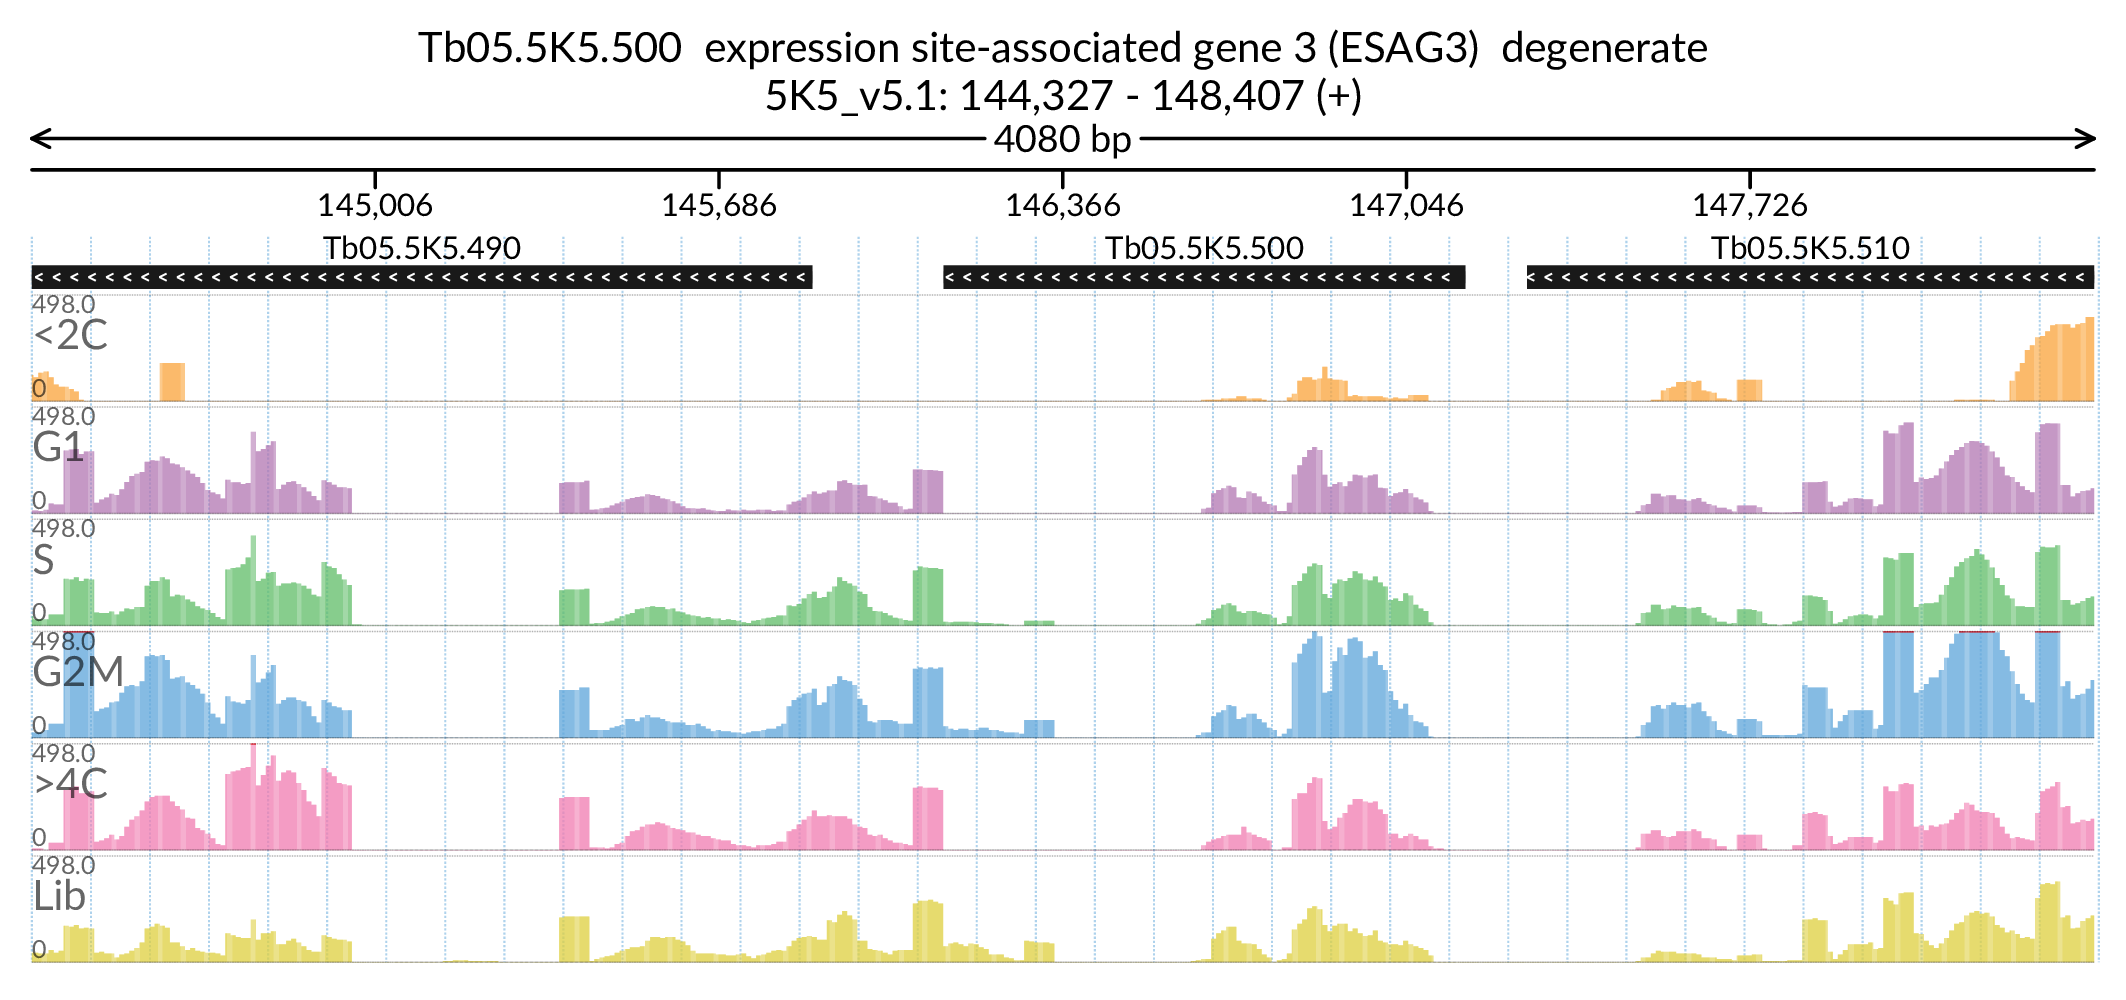 Tb05.5K5.500  expression site-associated gene 3 (ESAG3)  degenerate
5K5_v5.1: 144,327 - 148,407 (+)
4080 bp
145,006 145,686 146,366 147,046 147,726
Tb05.5K5.490 Tb05.5K5.500 Tb05.5K5.510
498.0
<2C
0
498.0
G1
0
498.0
S
0
498.0
G2M
0
498.0
>4C
0
498.0
Lib
0